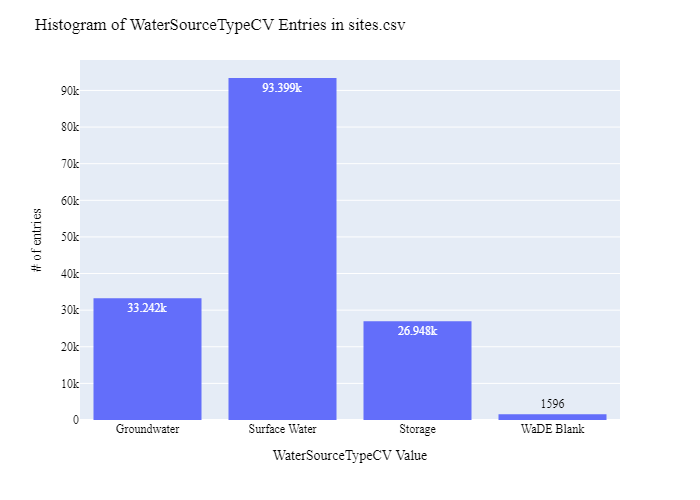 Histogram of WaterSourceTypeCV Entries in sites.csv
# of entries
90k
80k
70k
60k
50k
40k
30k
20k
10k
0
33.242k
93.399k
26.948k
1596
Groundwater
Surface Water
Storage
WaDE Blank
WaterSourceTypeCV Value